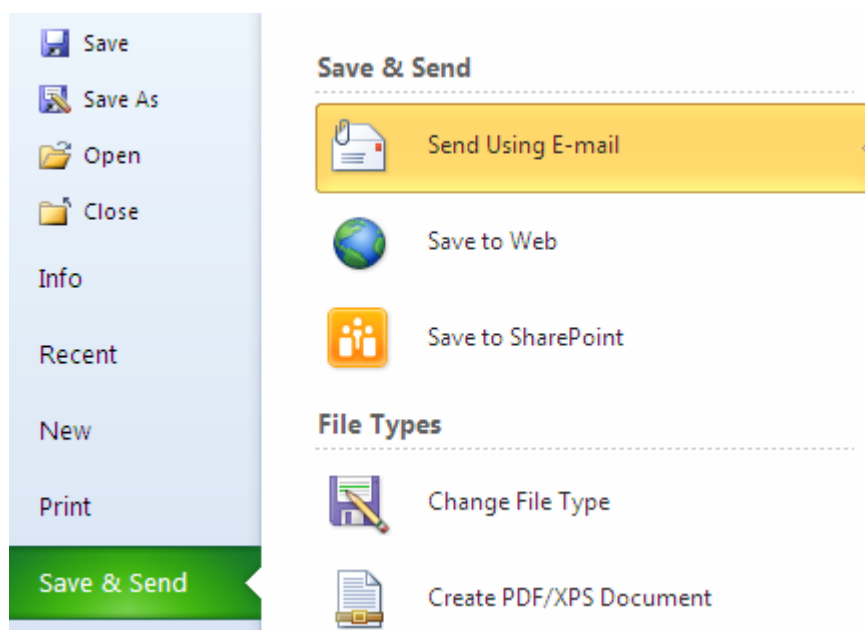 Save
Save As
Open
Close
Info
Recent
New
Print
Save & Send
Save & Send
Send Using E-mail
Save to Web
Save to SharePoint
File Types
Change File Type
Create PDF/XPS Document